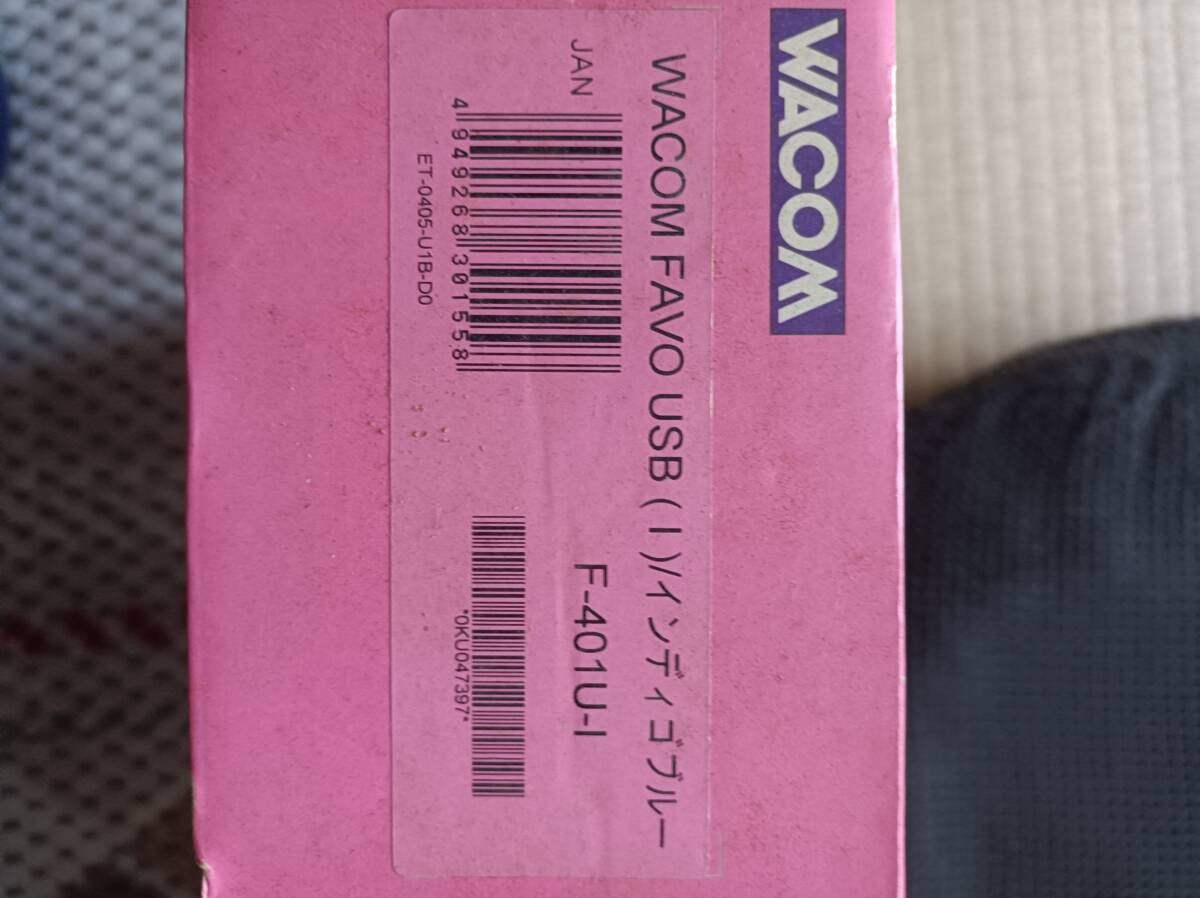 WACOM
WACOM FAVO USB ( I )/インディゴブルー
JAN
F-401U-I
4 949268 301558
*0KU047397*
ET-0405-U1B-D0